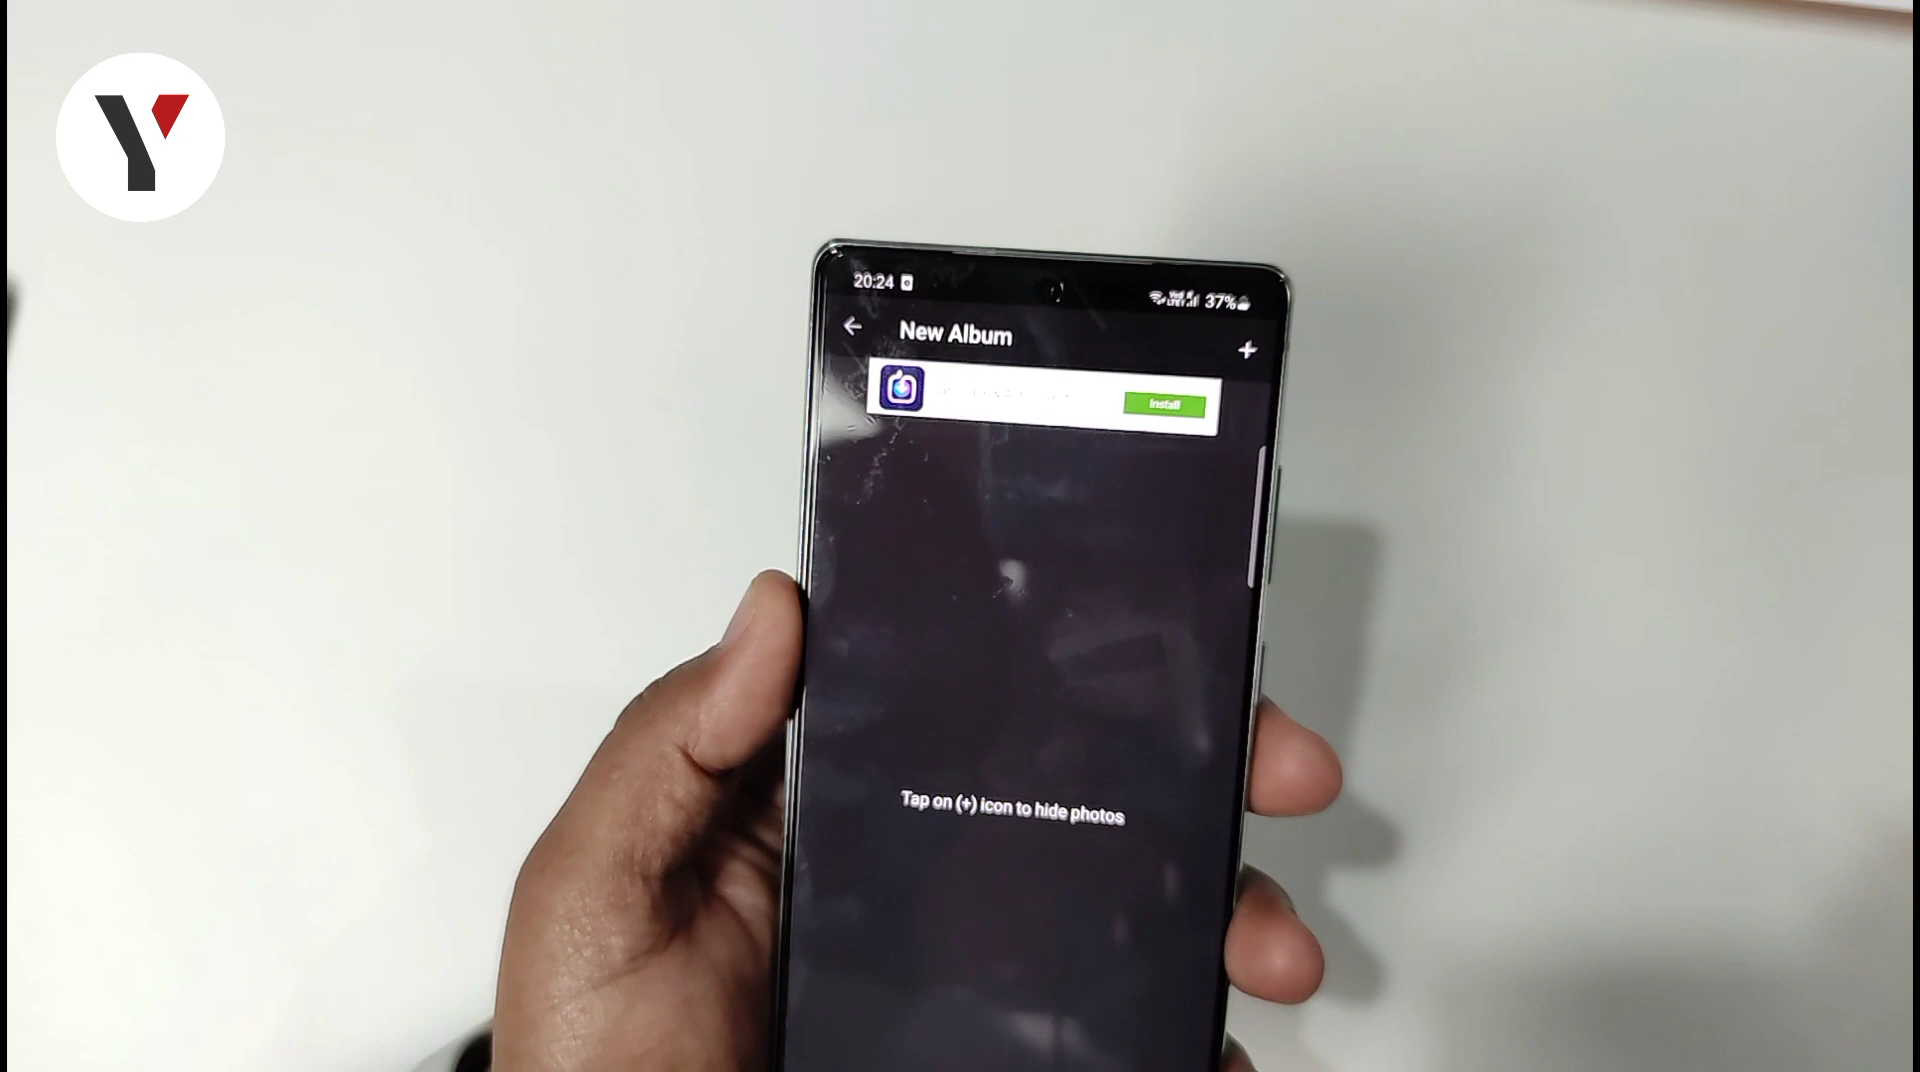 Y
20:24
37%
New Album
Install
Tap on (+) icon to hide photos